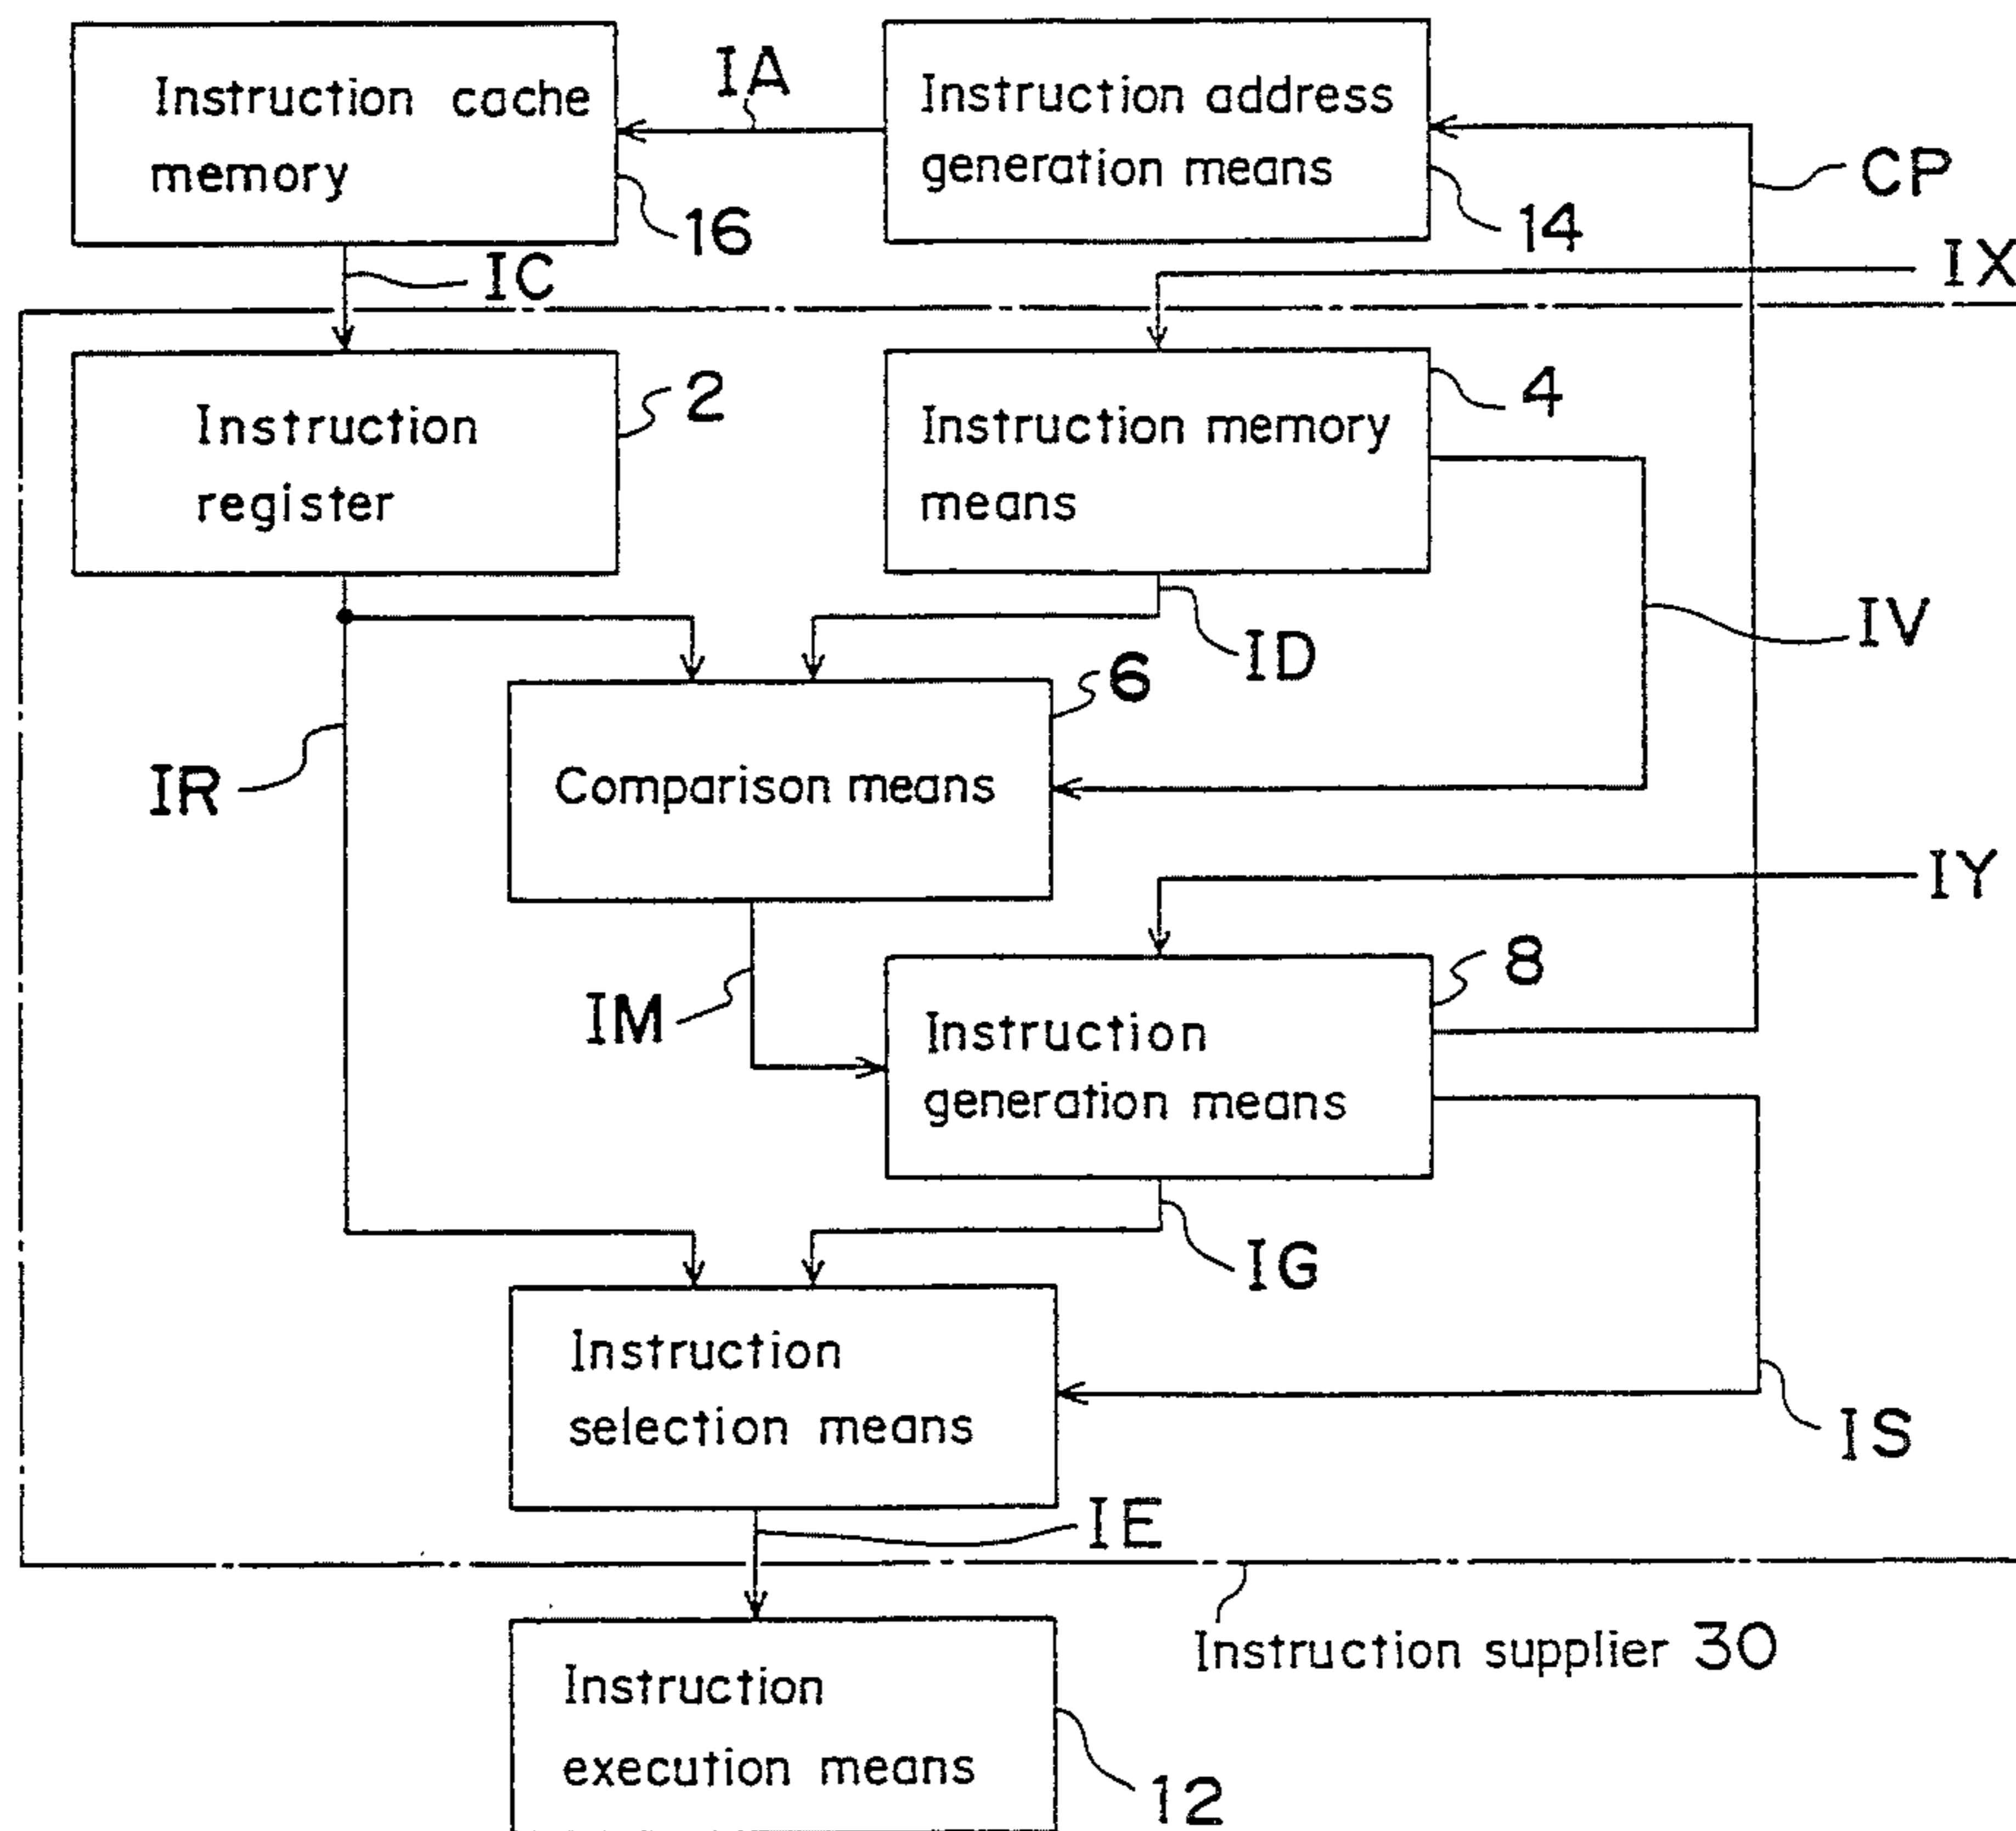 Instruction cache
memory
16
IA
Instruction address
generation means
14
CP
IC
IX
Instruction
register
2
Instruction memory
means
4
ID
IV
IR
6
Comparison means
IY
IM
8
Instruction
generation means
IG
Instruction
selection means
IS
IE
Instruction supplier 30
Instruction
execution means
12